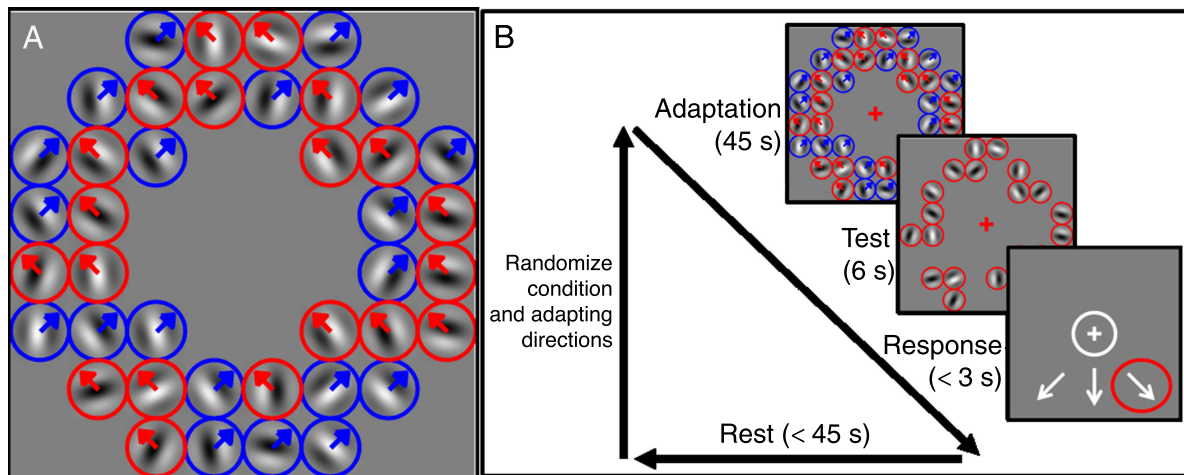 A
B
Adaptation
(45 s)
Test
(6 s)
Randomize
condition
and adapting
directions
Response
(< 3 s)
Rest (< 45 s)